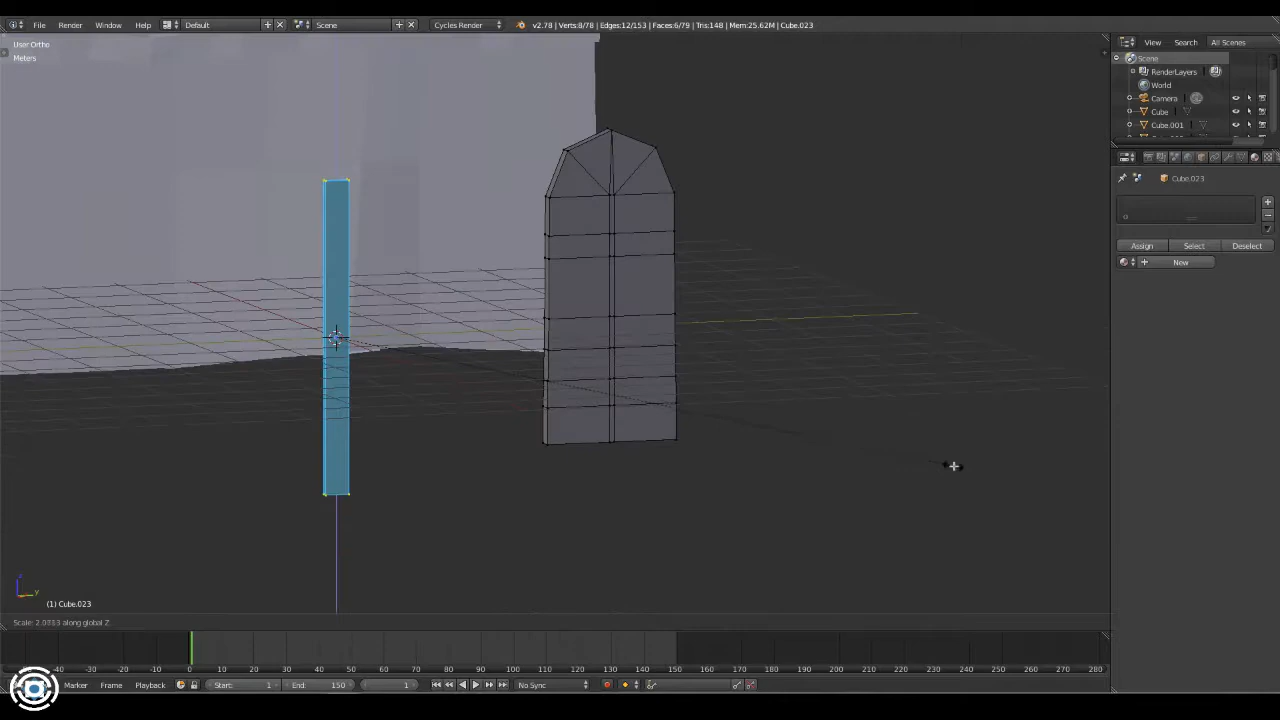 File Render Window Help Default Scene Cycles Render v2.78 | Verts:8/78 | Edges:12/153 | Faces:6/79 | Tris:148 | Mem:25.62M | Cube.023
User Ortho
Meters
View Search All Scenes
Scene
RenderLayers
World
Camera
Cube
Cube.001
Cube.023
Assign Select Deselect
New
(1) Cube.023
Scale: 2.0 along global Z
-40 -30 -20 -10 0 10 20 30 40 50 60 70 80 90 100 110 120 130 140 150 160 170 180 190 200 210 220 230 240 250 260 270 280
Marker Frame Playback Start: 1 End: 150 1 No Sync